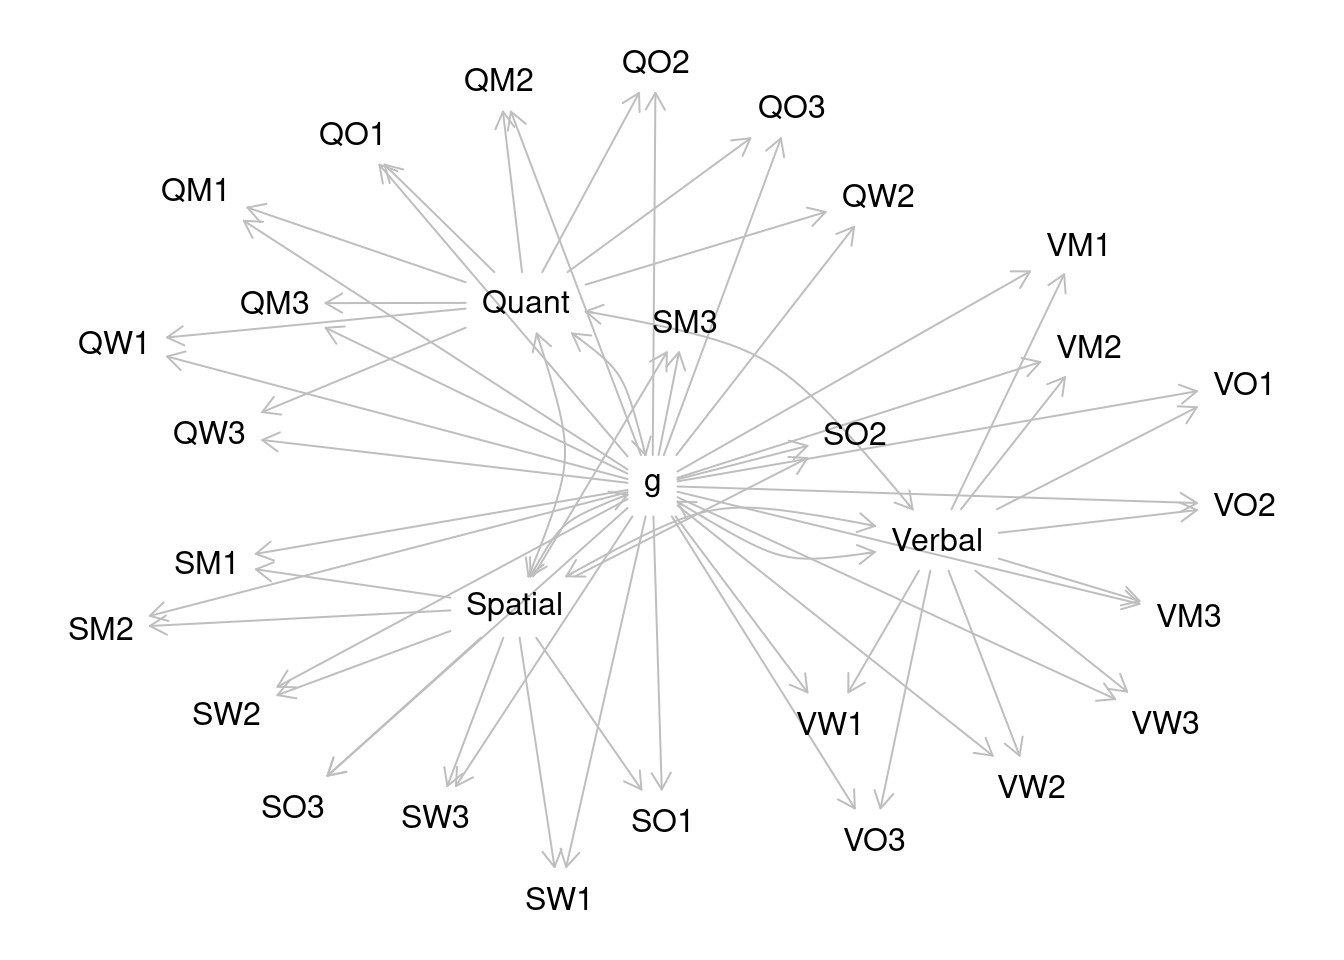 QO2
QM2
QO3
QO1
QM1
QW2
VM1
QM3
Quant
SM3
QW1
VM2
VO1
QW3
SO2
g
VO2
Verbal
SM1
Spatial
VM3
SM2
SW2
VW1
VW3
VW2
SO3
SW3
SO1
VO3
SW1